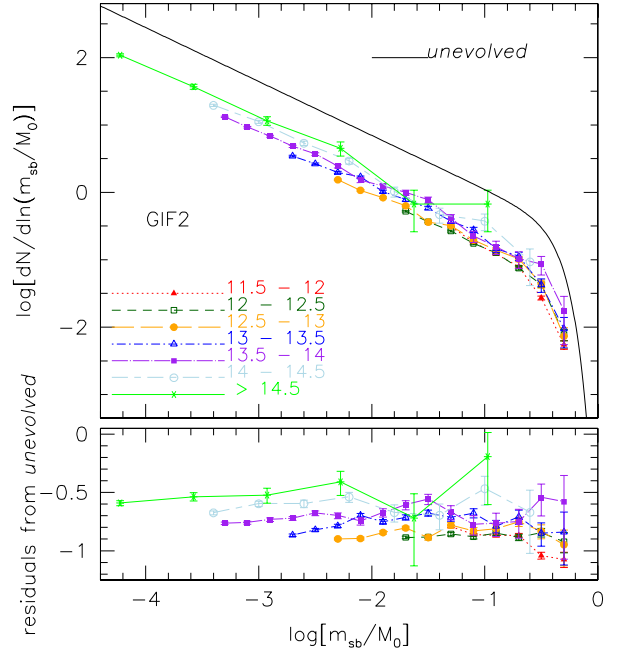 unevolved
2
0
−2
log[dN/dln(m_sb/M_0)]
GIF2
11.5 − 12
12 − 12.5
12.5 − 13
13 − 13.5
13.5 − 14
14 − 14.5
> 14.5
0
−0.5
−1
residuals from unevolved
−4 −3 −2 −1 0
log[m_sb/M_0]